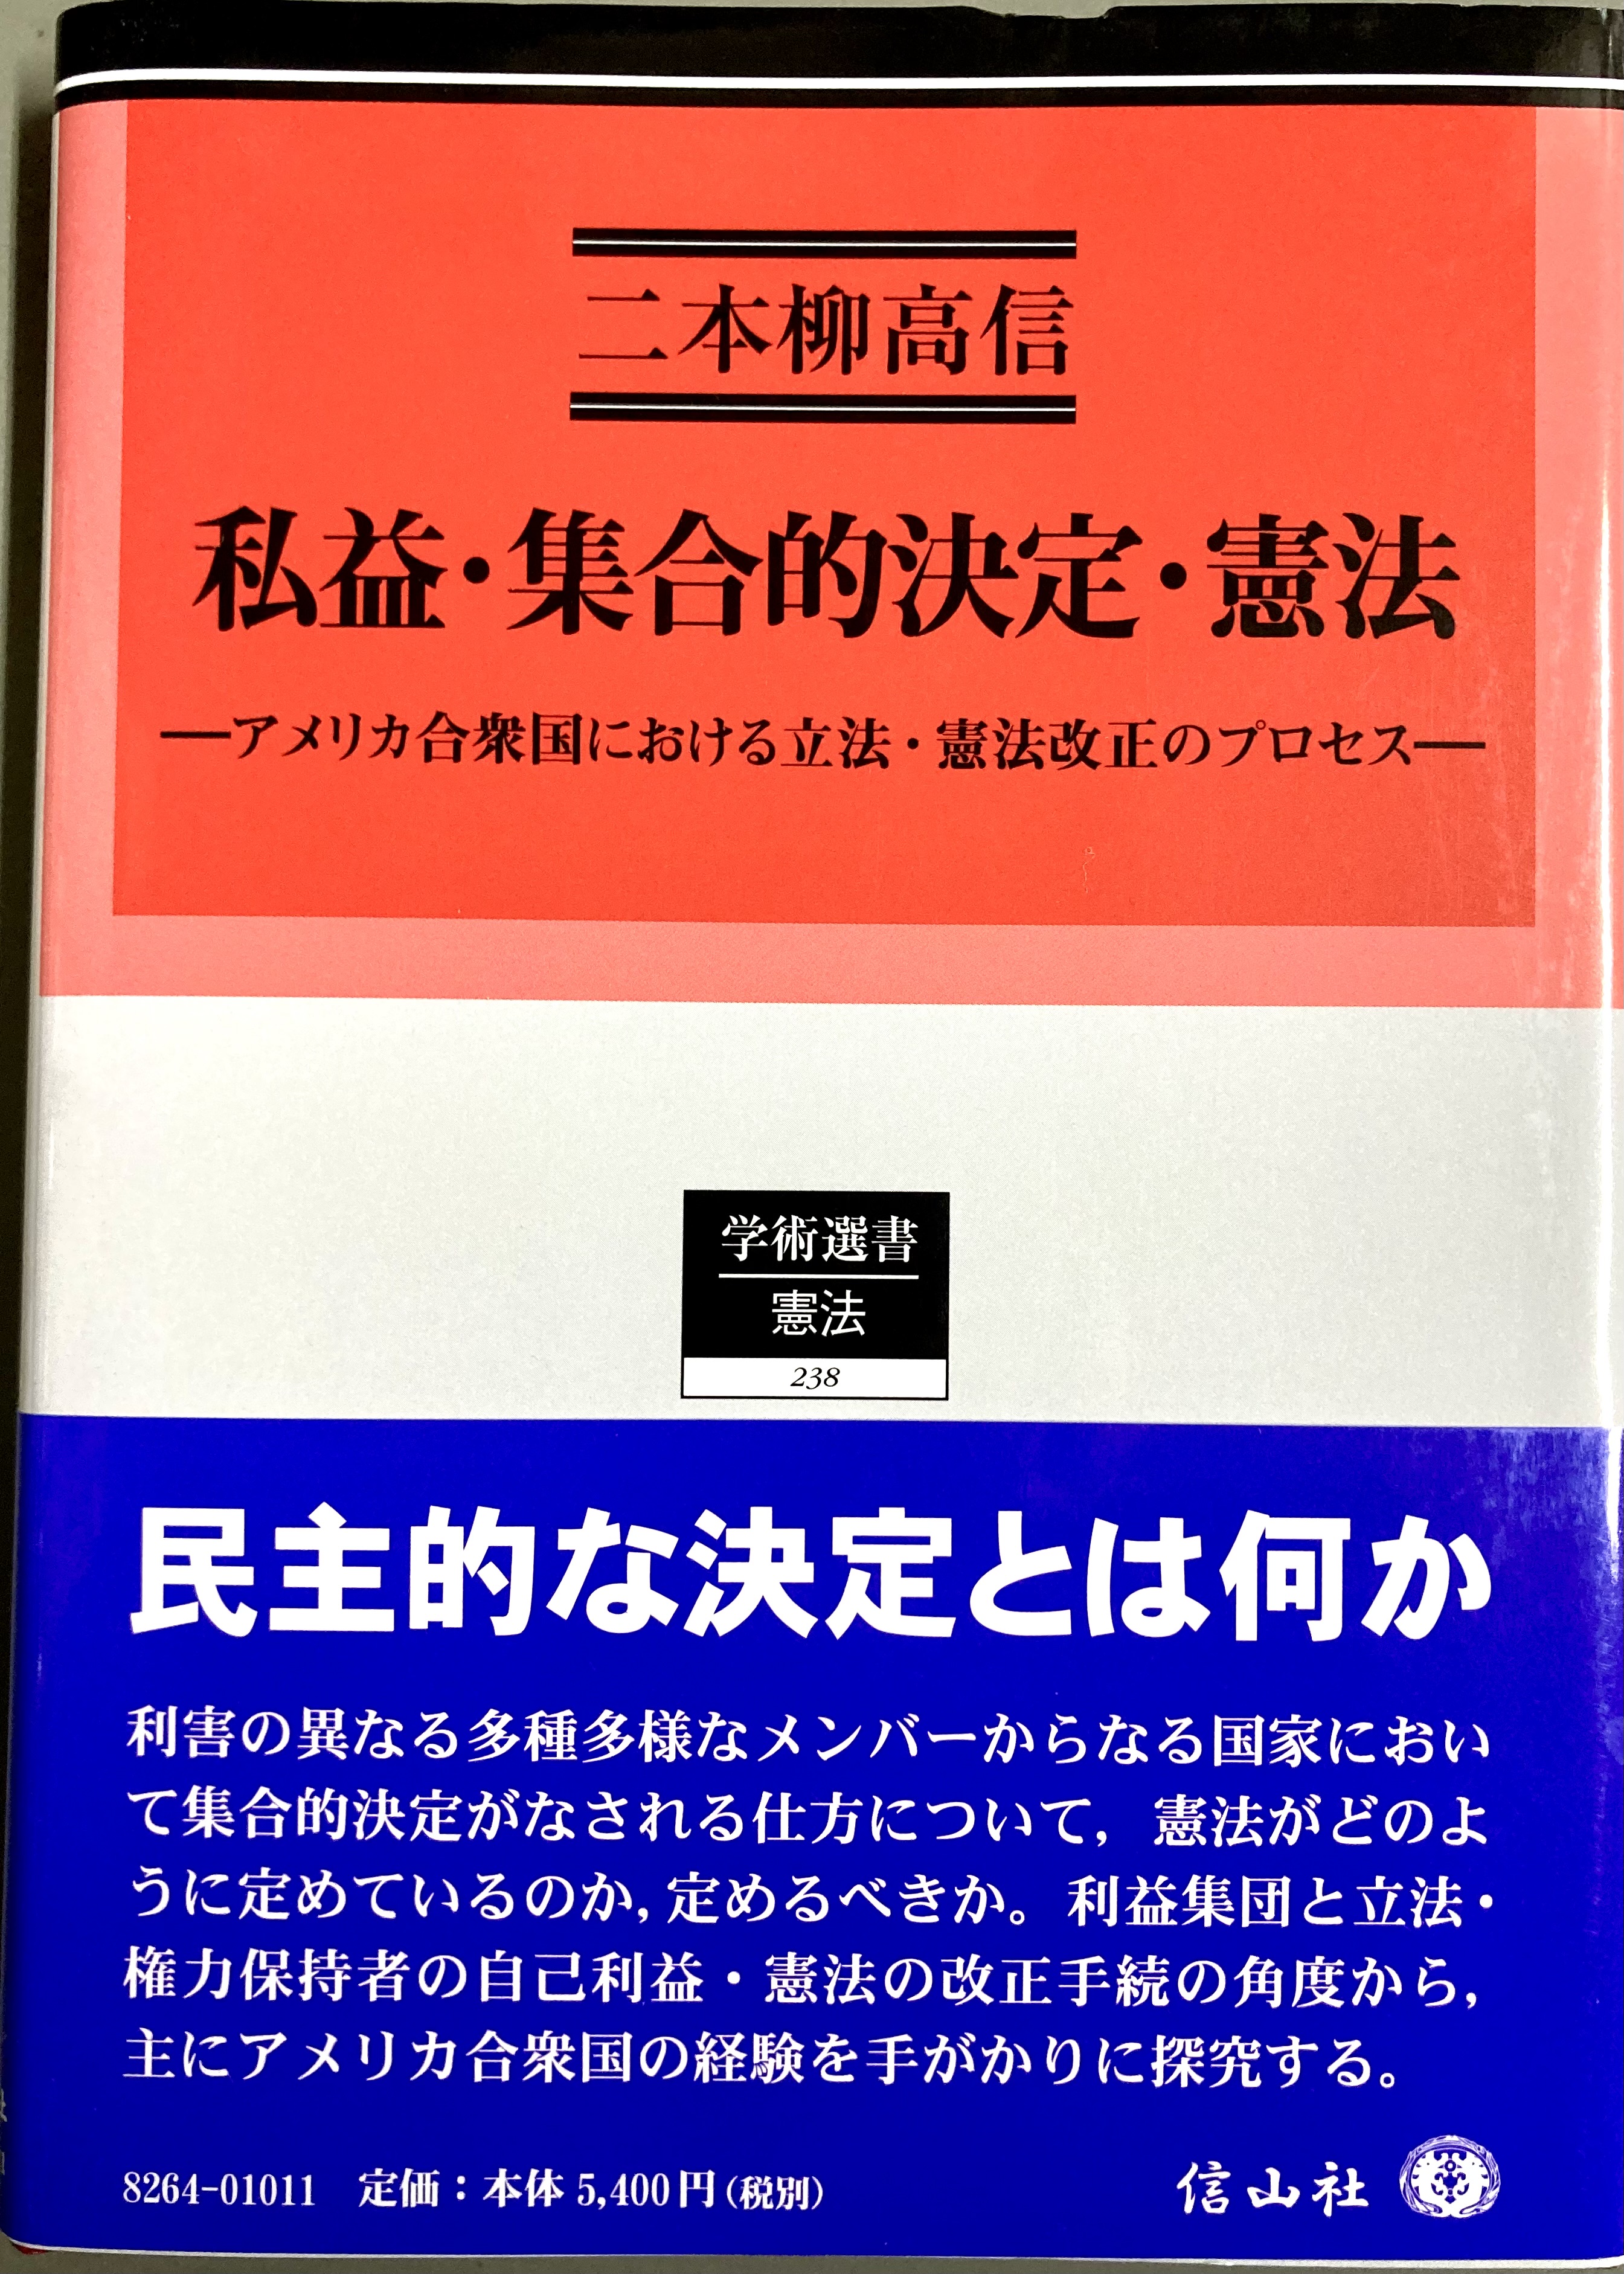 二本柳高信
私益・集合的決定・憲法
―アメリカ合衆国における立法・憲法改正のプロセス―
学術選書
憲法
238
民主的な決定とは何か
利害の異なる多種多様なメンバーからなる国家におい
て集合的決定がなされる仕方について，憲法がどのよ
うに定めているのか，定めるべきか。利益集団と立法・
権力保持者の自己利益・憲法の改正手続の角度から，
主にアメリカ合衆国の経験を手がかりに探究する。
8264-01011　定価：本体 5,400円（税別）
信山社